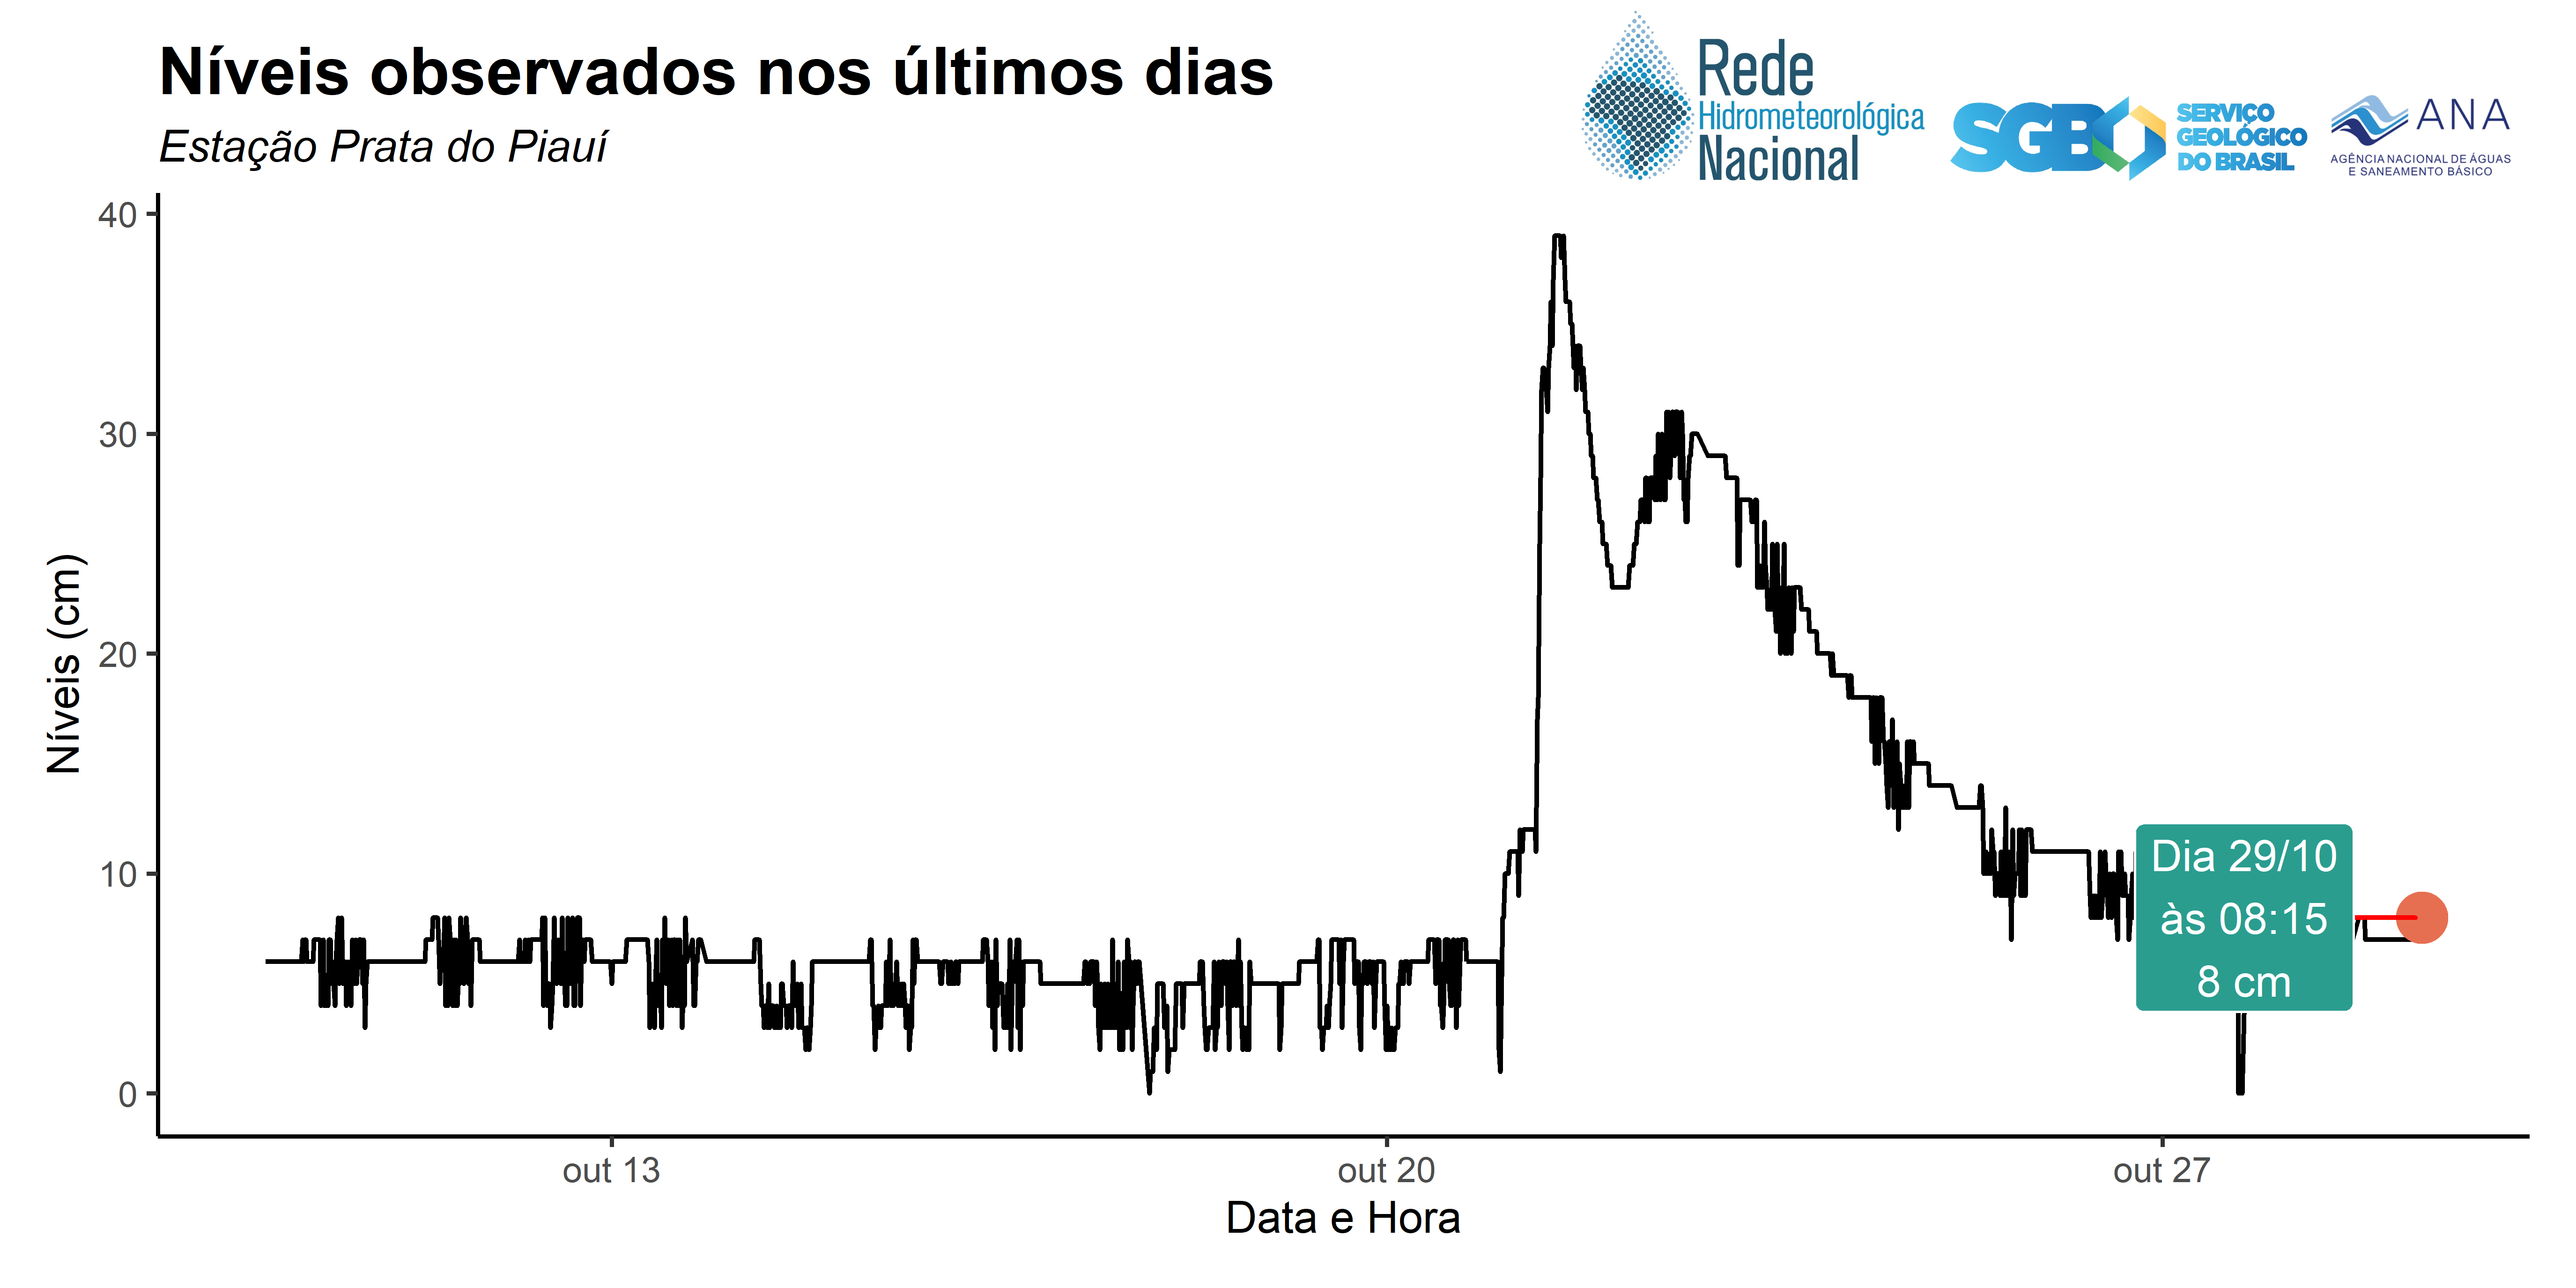 Níveis observados nos últimos dias
Estação Prata do Piauí
Rede
Hidrometeorológica
Nacional
SGB
SERVIÇO
GEOLÓGICO
DO BRASIL
ANA
AGÊNCIA NACIONAL DE ÁGUAS
E SANEAMENTO BÁSICO
Níveis (cm)
40
30
20
10
0
Dia 29/10
às 08:15
8 cm
out 13
out 20
out 27
Data e Hora